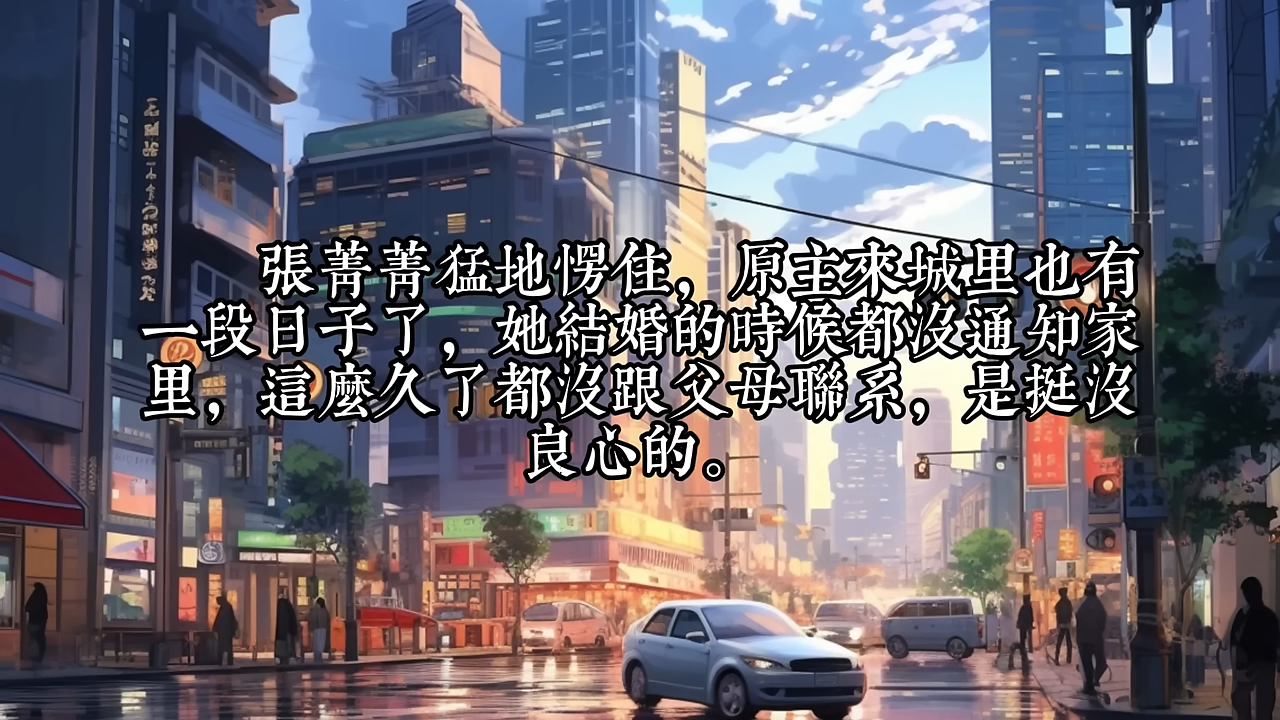 張菁菁猛地愣住，原主來城里也有
一段日子了，她結婚的時候都沒通知家
里，這麼久了都沒跟父母聯系，是挺沒
良心的。